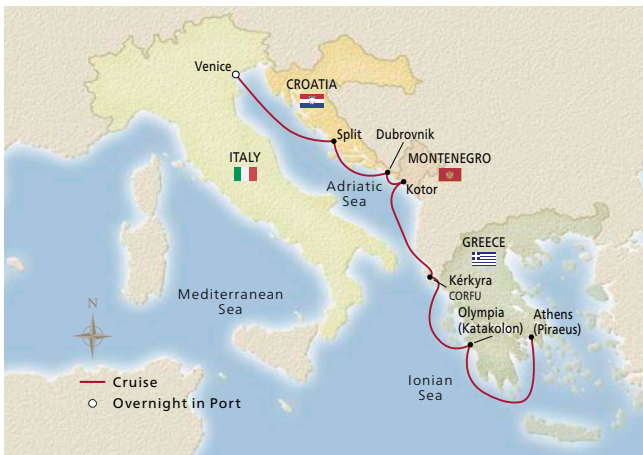 Venice
CROATIA
Split
Dubrovnik
ITALY
MONTENEGRO
Adriatic
Sea
Kotor
GREECE
Kérkyra
CORFU
Mediterranean
Sea
Olympia
(Katakolon)
Athens
(Piraeus)
N
Cruise
Overnight in Port
Ionian
Sea